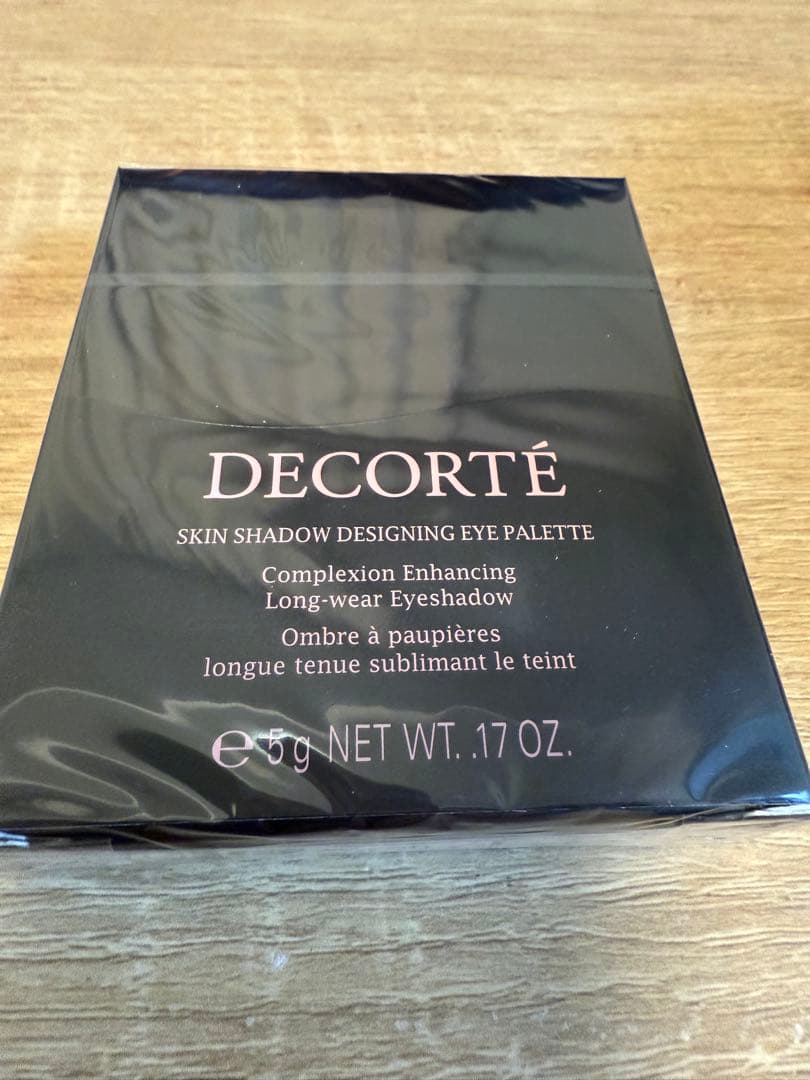 DECORTÉ
SKIN SHADOW DESIGNING EYE PALETTE
Complexion Enhancing
Long-wear Eyeshadow
Ombre à paupières
longue tenue sublimant le teint
℮ 5g NET WT. .17 OZ.